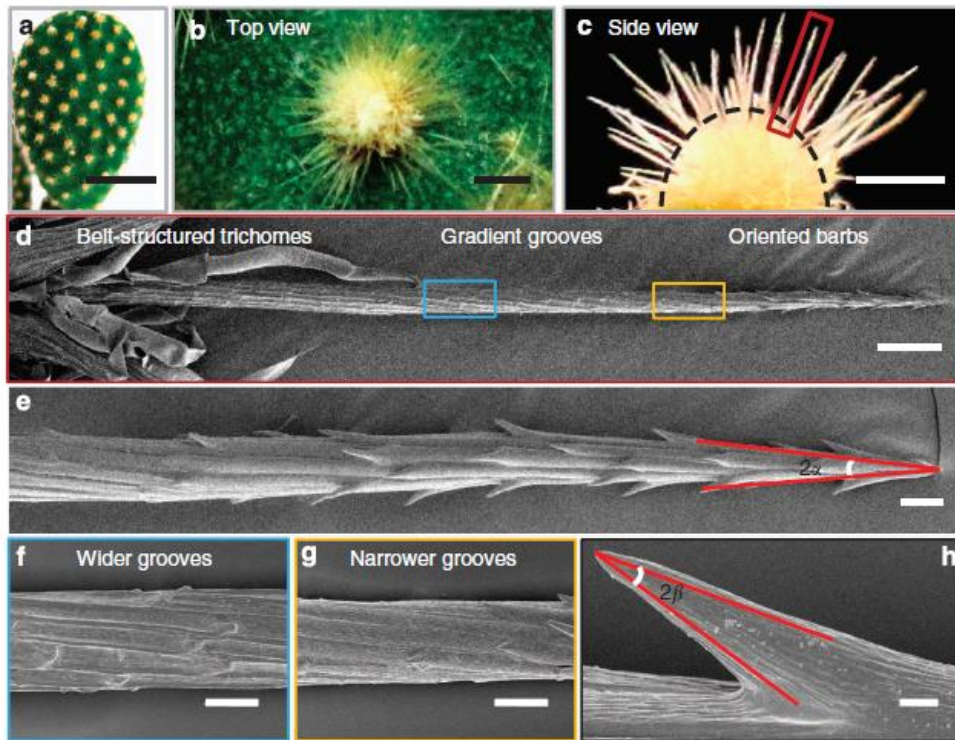 a
b Top view
c Side view
d Belt-structured trichomes Gradient grooves Oriented barbs
e
2α
f Wider grooves
g Narrower grooves
h
2β